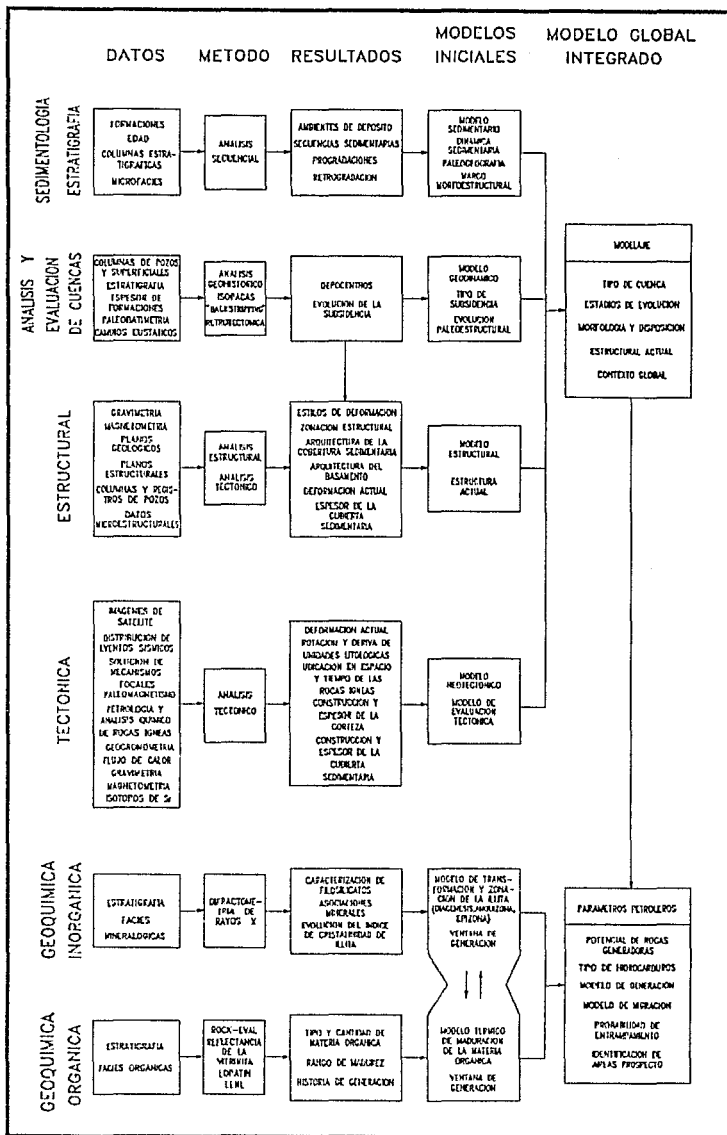 DATOS
METODO
RESULTADOS
MODELOS
INICIALES
MODELO GLOBAL
INTEGRADO
SEDIMENTOLOGIA
ESTRATIGRAFIA
FORMACIONES
EDAD
COLUMNAS ESTRA-
TIGRAFICAS
MICROFACIES
ANALISIS
SECUENCIAL
AMBIENTES DE DEPOSITO
SECUENCIAS SEDIMENTARIAS
PROGRADACIONES
RETROGRADACION
MODELO
SEDIMENTARIO
DINAMICA
SEDIMENTARIA
PALEOGEOGRAFIA
MARCO
MORFOESTRUCTURAL
ANALISIS Y
EVALUACION
DE CUENCAS
COLUMNAS DE POZOS
Y SUPERFICIALES
ESTRATIGRAFIA
ESPESOR DE
FORMACIONES
PALEOBATIMETRIA
CAMBIOS EUSTATICOS
ANALISIS
GEOHISTORICO
ISOPACAS
"BACKSTRIPPING"
RETROTECTONICA
DEPOCENTROS
EVOLUCION DE LA
SUBSIDENCIA
MODELO
GEODINAMICO
TIPO DE
SUBSIDENCIA
EVOLUCION
PALEOESTRUCTURAL
MODELAJE
TIPO DE CUENCA
ESTADIOS DE EVOLUCION
MORFOLOGIA Y DISPOSICION
ESTRUCTURAL ACTUAL
CONTEXTO GLOBAL
ESTRUCTURAL
GRAVIMETRIA
MAGNETOMETRIA
PLANOS
GEOLOGICOS
PLANOS
ESTRUCTURALES
COLUMNAS Y REGIS-
TROS DE POZOS
DATOS
MICROESTRUCTURALES
ANALISIS
ESTRUCTURAL
ANALISIS
TECTONICO
ESTILOS DE DEFORMACION
ZONACION ESTRUCTURAL
ARQUITECTURA DE LA
COBERTURA SEDIMENTARIA
ARQUITECTURA DEL
BASAMENTO
DEFORMACION ACTUAL
ESPESOR DE LA
CUBIERTA
SEDIMENTARIA
MODELO
ESTRUCTURAL
ESTRUCTURA
ACTUAL
TECTONICA
IMAGENES DE
SATELITE
DISTRIBUCION DE
EVENTOS SISMICOS
SOLUCION DE
MECANISMOS
FOCALES
PALEOMAGNETISMO
PETROLOGIA Y
ANALISIS QUIMICO
DE ROCAS IGNEAS
GEOCRONOMETRIA
FLUJO DE CALOR
GRAVIMETRIA
MAGNETOMETRIA
ISOTOPOS DE Sr
ANALISIS
TECTONICO
DEFORMACION ACTUAL
ROTACION Y DERIVA DE
UNIDADES LITOLOGICAS
UBICACION EN ESPACIO
Y TIEMPO DE LAS
ROCAS IGNEAS
CONSTRUCCION Y
ESPESOR DE LA
CORTEZA
CONSTRUCCION Y
ESPESOR DE LA
CUBIERTA
SEDIMENTARIA
MODELO
NEOTECTONICO
MODELO DE
EVALUACION
TECTONICA
GEOQUIMICA
INORGANICA
ESTRATIGRAFIA
FACIES
MINERALOGICAS
DIFRACTOME-
TRIA DE
RAYOS X
CARACTERIZACION DE
FILOSILICATOS
ASOCIACIONES
MINERALES
EVOLUCION DEL INDICE
DE CRISTALINIDAD DE
ILLITA
MODELO DE TRANS-
FORMACION Y ZONA-
CION DE LA ILLITA
(DIAGENESIS, ANQUIZONA,
EPIZONA)
VENTANA DE
GENERACION
PARAMETROS PETROLEROS
POTENCIAL DE ROCAS
GENERADORAS
TIPO DE HIDROCARBUROS
MODELO DE GENERACION
MODELO DE MIGRACION
PROBABILIDAD DE
ENTRAMPAMIENTO
IDENTIFICACION DE
AREAS PROSPECTO
GEOQUIMICA
ORGANICA
ESTRATIGRAFIA
FACIES ORGANICAS
ROCK-EVAL
REFLECTANCIA
DE LA
VITRINITA
LOPATIN
TIPO Y CANTIDAD DE
MATERIA ORGANICA
RANGO DE MADUREZ
HISTORIA DE GENERACION
MODELO TERMICO
DE MADURACION
DE LA MATERIA
ORGANICA
VENTANA DE
GENERACION